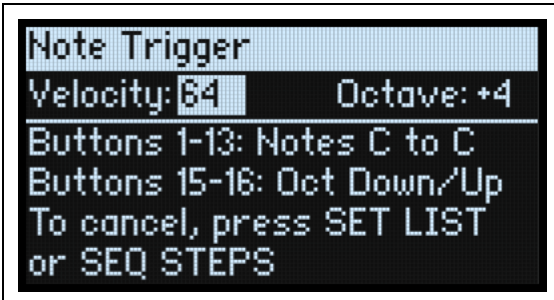 Note Trigger
Velocity: 64 Octave: +4
Buttons 1-13: Notes C to C
Buttons 15-16: Oct Down/Up
To cancel, press SET LIST
or SEQ STEPS